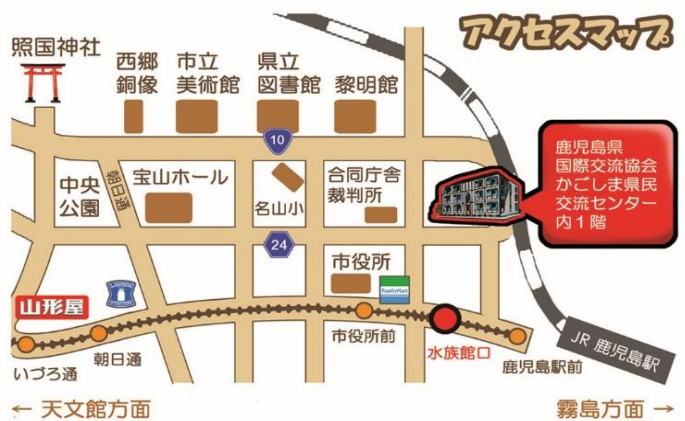 アクセスマップ
照国神社
西郷
銅像
市立
美術館
県立
図書館
黎明館
10
鹿児島県
国際交流協会
かごしま県民
交流センター
内1階
中央
公園
朝日通
宝山ホール
名山小
合同庁舎
裁判所
24
市役所
FamilyMart
山形屋
LAWSON
いづろ通
朝日通
市役所前
水族館口
鹿児島駅前
JR 鹿児島駅
← 天文館方面
霧島方面 →